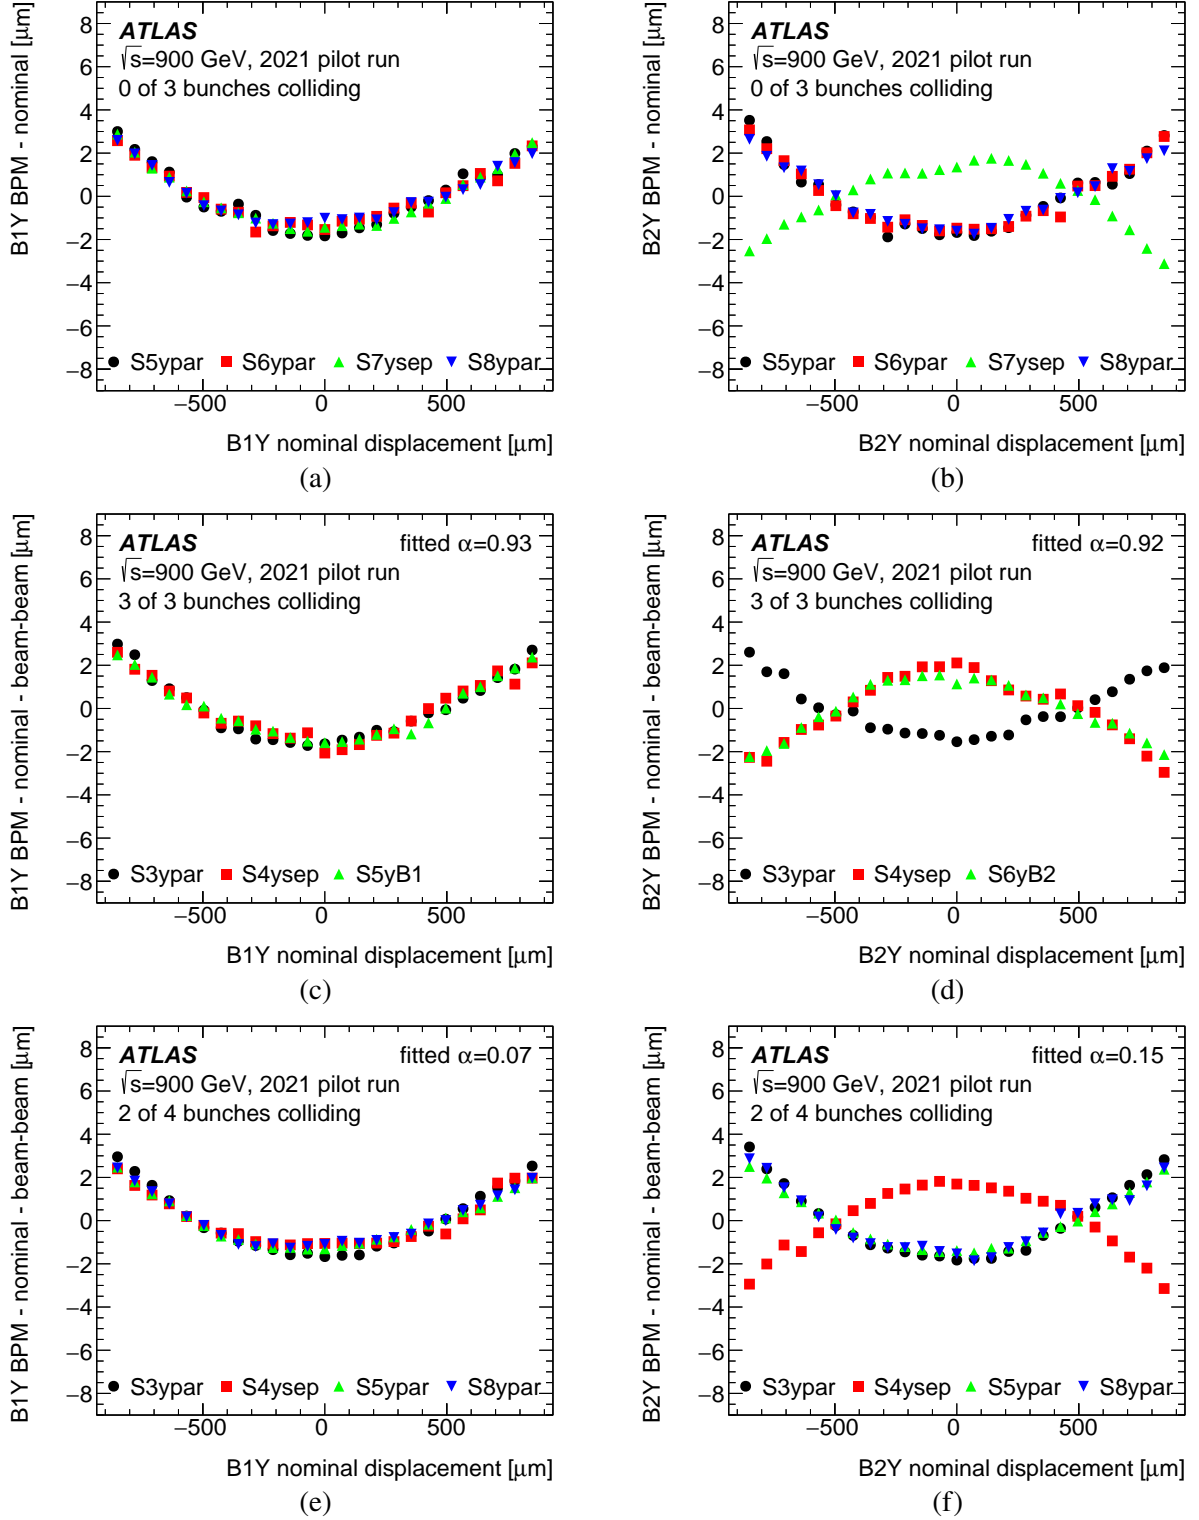 B1Y BPM - nominal [μm]
8
6
4
2
0
−2
−4
−6
−8
ATLAS
√s=900 GeV, 2021 pilot run
0 of 3 bunches colliding
S5ypar S6ypar S7ysep S8ypar
−500 0 500
B1Y nominal displacement [μm]
(a)
B2Y BPM - nominal [μm]
8
6
4
2
0
−2
−4
−6
−8
ATLAS
√s=900 GeV, 2021 pilot run
0 of 3 bunches colliding
S5ypar S6ypar S7ysep S8ypar
−500 0 500
B2Y nominal displacement [μm]
(b)
B1Y BPM - nominal - beam-beam [μm]
8
6
4
2
0
−2
−4
−6
−8
ATLAS fitted α=0.93
√s=900 GeV, 2021 pilot run
3 of 3 bunches colliding
S3ypar S4ysep S5yB1
−500 0 500
B1Y nominal displacement [μm]
(c)
B2Y BPM - nominal - beam-beam [μm]
8
6
4
2
0
−2
−4
−6
−8
ATLAS fitted α=0.92
√s=900 GeV, 2021 pilot run
3 of 3 bunches colliding
S3ypar S4ysep S6yB2
−500 0 500
B2Y nominal displacement [μm]
(d)
B1Y BPM - nominal - beam-beam [μm]
8
6
4
2
0
−2
−4
−6
−8
ATLAS fitted α=0.07
√s=900 GeV, 2021 pilot run
2 of 4 bunches colliding
S3ypar S4ysep S5ypar S8ypar
−500 0 500
B1Y nominal displacement [μm]
(e)
B2Y BPM - nominal - beam-beam [μm]
8
6
4
2
0
−2
−4
−6
−8
ATLAS fitted α=0.15
√s=900 GeV, 2021 pilot run
2 of 4 bunches colliding
S3ypar S4ysep S5ypar S8ypar
−500 0 500
B2Y nominal displacement [μm]
(f)